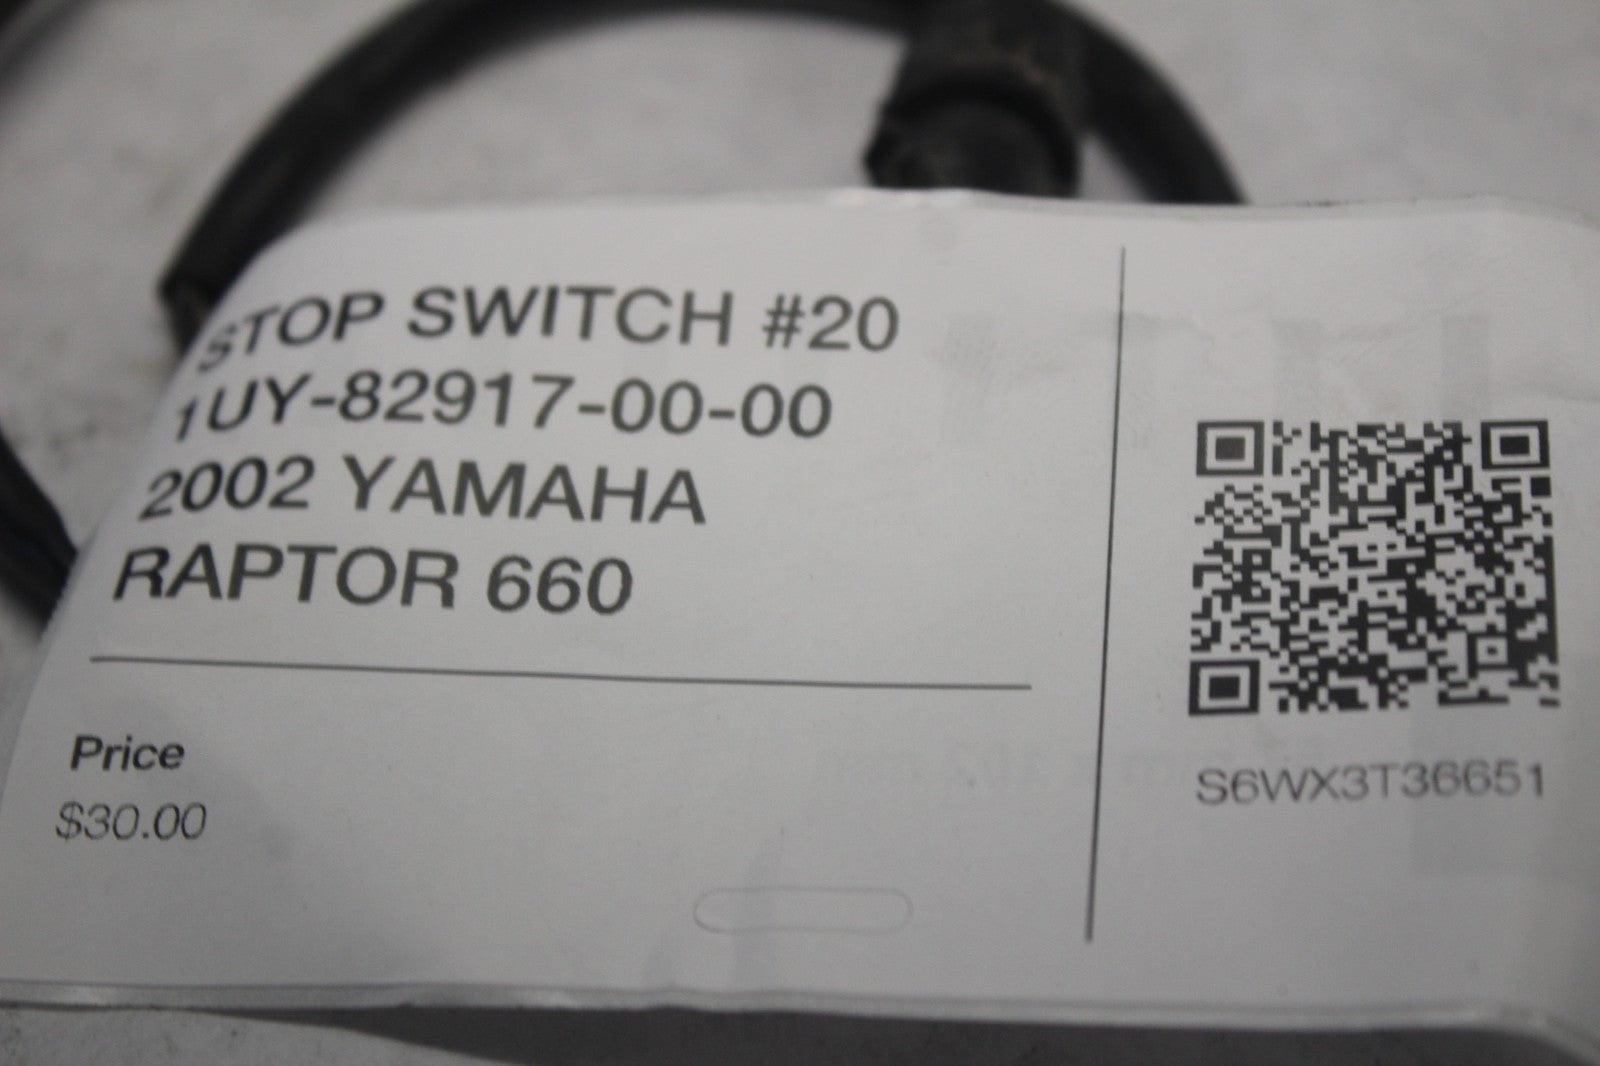 STOP SWITCH #20
1UY-82917-00-00
2002 YAMAHA
RAPTOR 660
Price
$30.00
S6WX3T36651